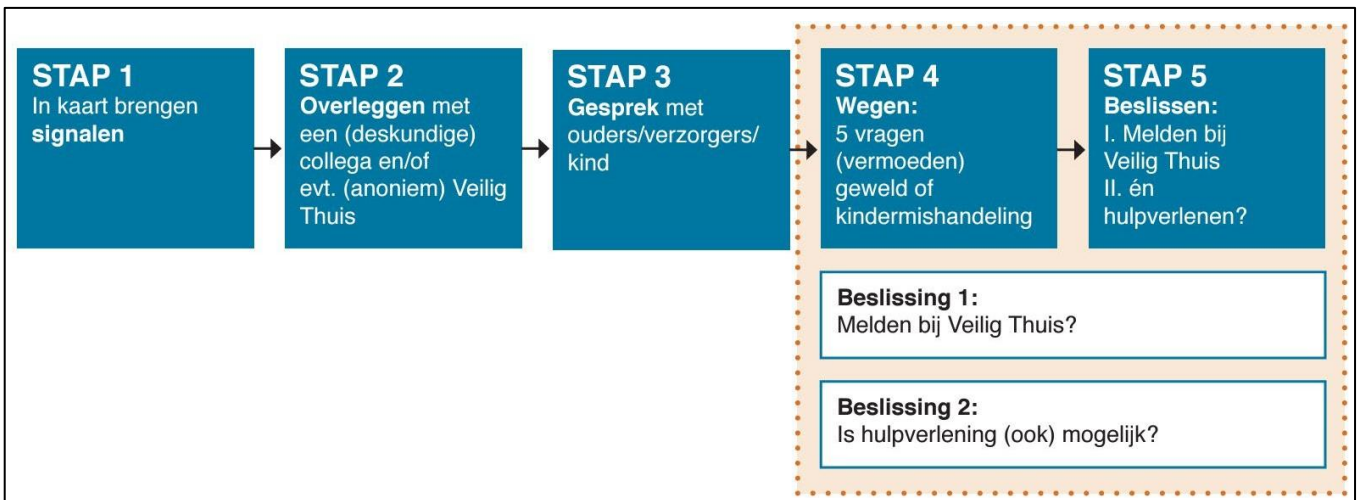 STAP 1
In kaart brengen
signalen
STAP 2
Overleggen met
een (deskundige)
collega en/of
evt. (anoniem) Veilig
Thuis
STAP 3
Gesprek met
ouders/verzorgers/
kind
STAP 4
Wegen:
5 vragen
(vermoeden)
geweld of
kindermishandeling
STAP 5
Beslissen:
I. Melden bij
Veilig Thuis
II. én
hulpverlenen?
Beslissing 1:
Melden bij Veilig Thuis?
Beslissing 2:
Is hulpverlening (ook) mogelijk?